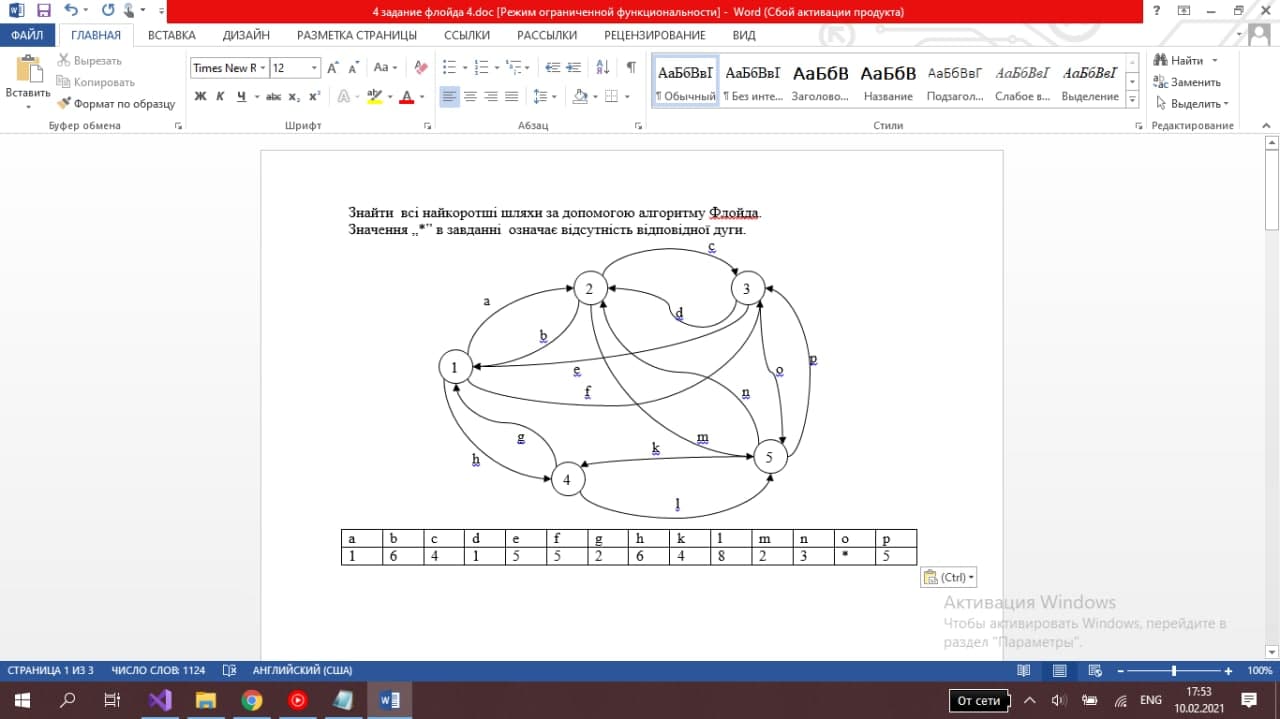 4 задание флойда 4.doc [Режим ограниченной функциональности] - Word (Сбой активации продукта)
ФАЙЛ ГЛАВНАЯ ВСТАВКА ДИЗАЙН РАЗМЕТКА СТРАНИЦЫ ССЫЛКИ РАССЫЛКИ РЕЦЕНЗИРОВАНИЕ ВИД
Вставить
Вырезать
Копировать
Формат по образцу
Буфер обмена
Times New R 12
Aa
Ж К Ч abc x₂ x²
Шрифт
Абзац
АаБбВвГ АаБбВвГ АаБбВ АаБбВ АаБбВвГ АаБбВвГ АаБбВвГ
¶ Обычный ¶ Без инте... Заголово... Название Подзагол... Слабое в... Выделение
Стили
Найти
Заменить
Выделить
Редактирование
Знайти всі найкоротші шляхи за допомогою алгоритму Флойда.
Значення „*” в завданні означає відсутність відповідної дуги.
c
2
3
a
d
b
1
e
f
o
p
n
g
h
k
m
5
4
l
a b c d e f g h k l m n o p
1 6 4 1 5 5 2 6 4 8 2 3 * 5
(Ctrl)
Активация Windows
Чтобы активировать Windows, перейдите в
раздел "Параметры".
СТРАНИЦА 1 ИЗ 3 ЧИСЛО СЛОВ: 1124 АНГЛИЙСКИЙ (США) 100%
От сети ENG 17:53
10.02.2021